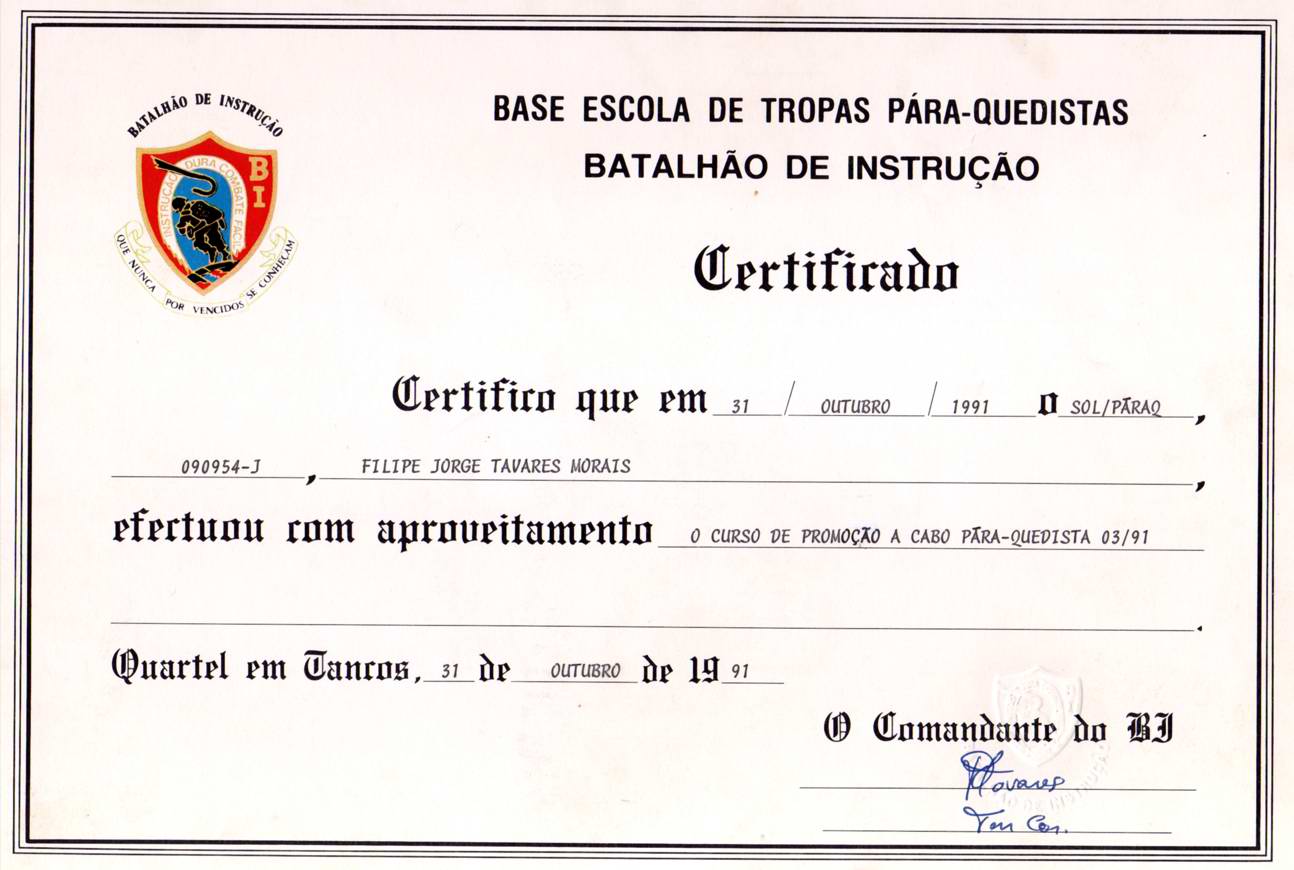 BATALHÃO DE INSTRUÇÃO
BI
INSTRUÇÃO DURA COMBATE FACIL
QUE NUNCA POR VENCIDOS SE CONHEÇAM
BASE ESCOLA DE TROPAS PÁRA-QUEDISTAS
BATALHÃO DE INSTRUÇÃO
Certificado
Certifico que em 31 / OUTUBRO / 1991 o SOL/PÁRAQ,
090954-J, FILIPE JORGE TAVARES MORAIS,
efectuou com aproveitamento O CURSO DE PROMOÇÃO A CABO PÁRA-QUEDISTA 03/91
.
Quartel em Tancos, 31 de OUTUBRO de 19 91
O Comandante do BI
Tavares
Ten Cor.